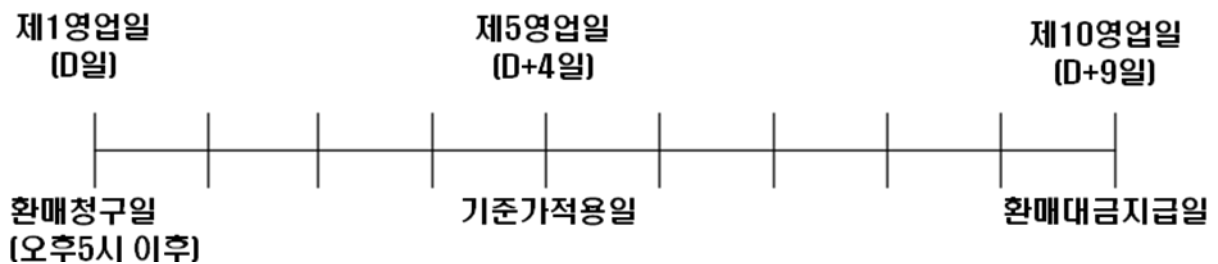 제1영업일
(D일)
제5영업일
(D+4일)
제10영업일
(D+9일)
환매청구일
(오후5시 이후)
기준가적용일
환매대금지급일